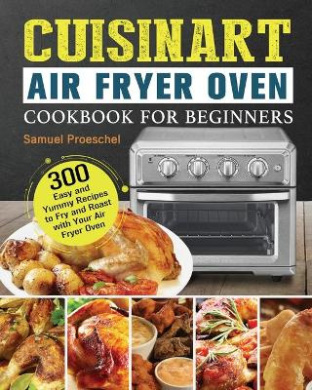 CUISINART
AIR FRYER OVEN
COOKBOOK FOR BEGINNERS
Samuel Proeschel
300
Easy and
Yummy Recipes
to Fry and Roast
with Your Air
Fryer Oven